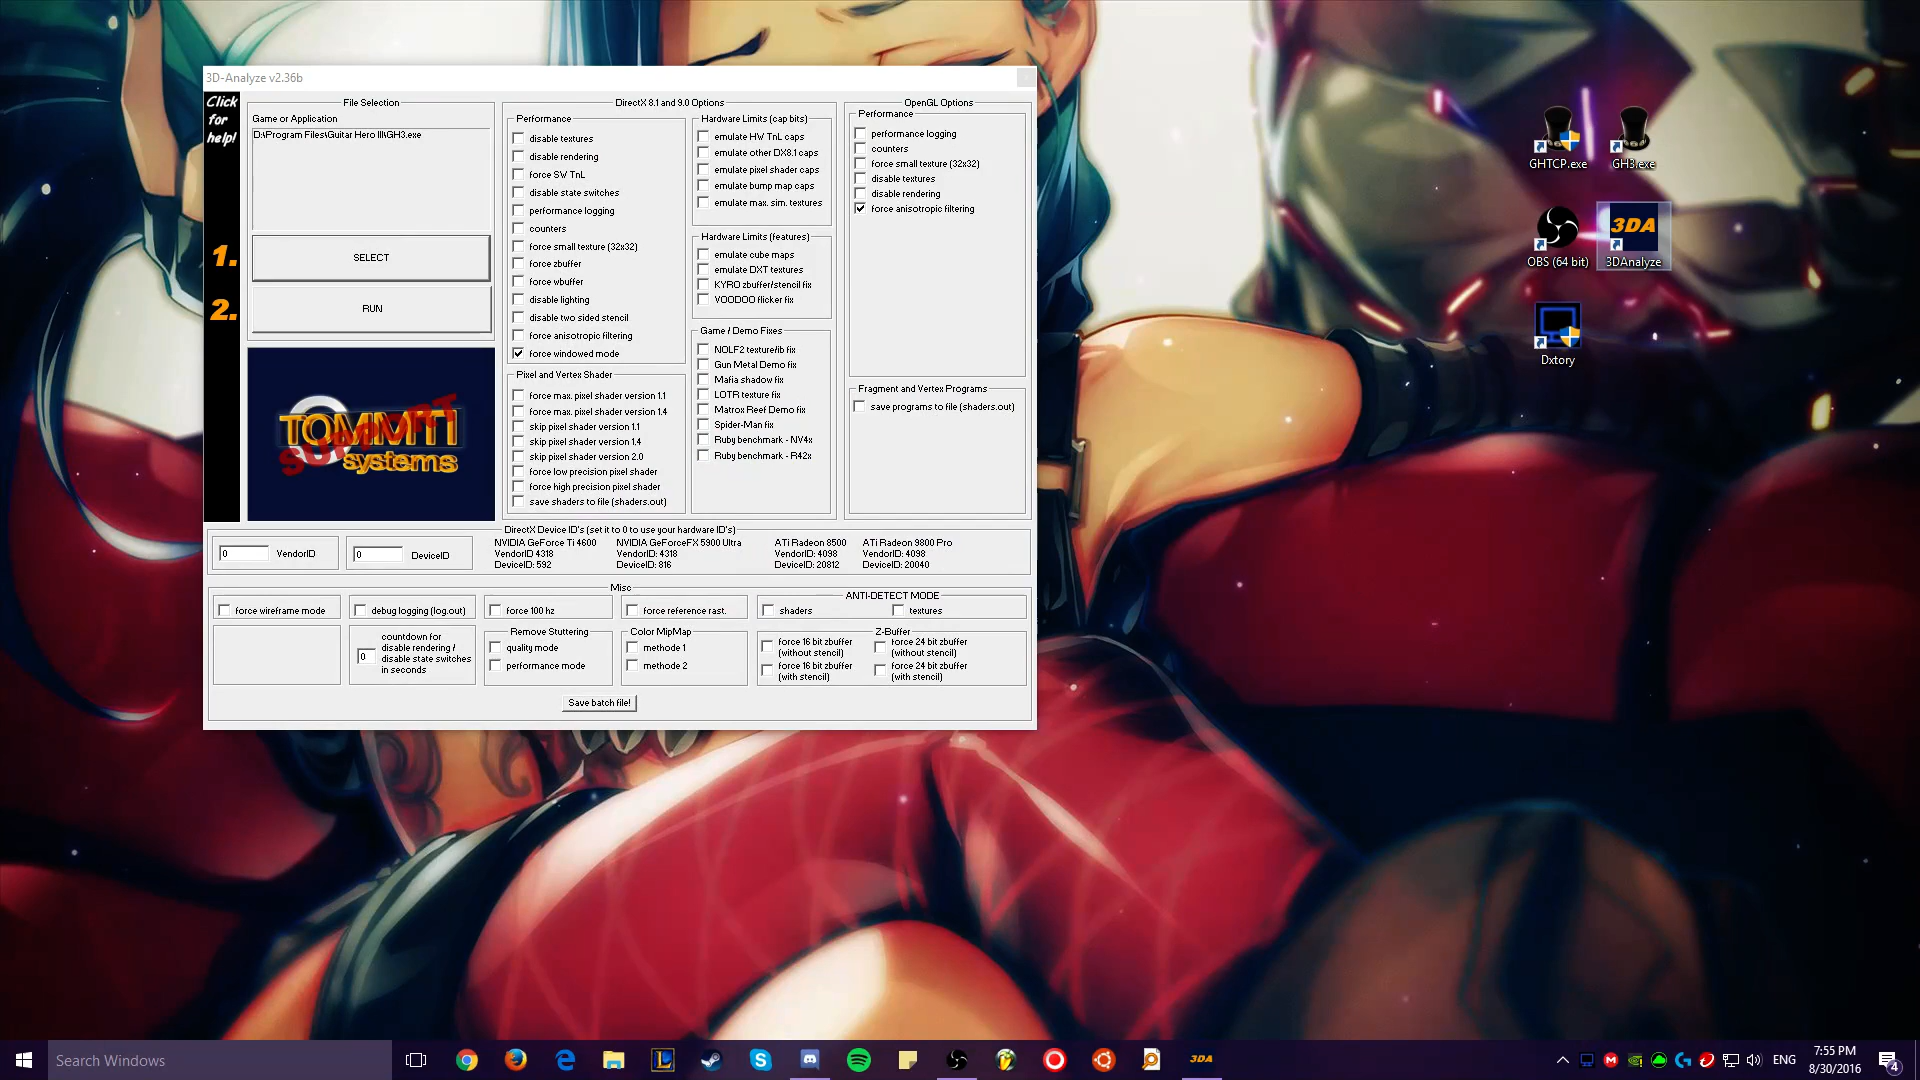 3D-Analyze v2.36b
Click
for
help!
1.
2.
File Selection
Game or Application
D:\Program Files\Guitar Hero III\GH3.exe
SELECT
RUN
TOMMTI
SUPPORT
systems
DirectX 8.1 and 9.0 Options
Performance
disable textures
disable rendering
force SW TnL
disable state switches
performance logging
counters
force small texture (32x32)
force zbuffer
force wbuffer
disable lighting
disable two sided stencil
force anisotropic filtering
force windowed mode
Pixel and Vertex Shader
force max. pixel shader version 1.1
force max. pixel shader version 1.4
skip pixel shader version 1.1
skip pixel shader version 1.4
skip pixel shader version 2.0
force low precision pixel shader
force high precision pixel shader
save shaders to file (shaders.out)
Hardware Limits (cap bits)
emulate HW TnL caps
emulate other DX8.1 caps
emulate pixel shader caps
emulate bump map caps
emulate max. sim. textures
Hardware Limits (features)
emulate cube maps
emulate DXT textures
KYRO zbuffer/stencil fix
VOODOO flicker fix
Game / Demo Fixes
NOLF2 texture/ib fix
Gun Metal Demo fix
Mafia shadow fix
LOTR texture fix
Matrox Reef Demo fix
Spider-Man fix
Ruby benchmark - NV4x
Ruby benchmark - R42x
OpenGL Options
Performance
performance logging
counters
force small texture (32x32)
disable textures
disable rendering
force anisotropic filtering
Fragment and Vertex Programs
save programs to file (shaders.out)
DirectX Device ID's (set it to 0 to use your hardware ID's)
0 VendorID
0 DeviceID
NVIDIA GeForce Ti 4600
VendorID 4318
DeviceID: 592
NVIDIA GeForceFX 5900 Ultra
VendorID: 4318
DeviceID: 816
ATi Radeon 8500
VendorID: 4098
DeviceID: 20812
ATi Radeon 9800 Pro
VendorID: 4098
DeviceID: 20040
Misc
force wireframe mode
debug logging (log.out)
force 100 hz
force reference rast.
ANTI-DETECT MODE
shaders
textures
0
countdown for
disable rendering /
disable state switches
in seconds
Remove Stuttering
quality mode
performance mode
Color MipMap
methode 1
methode 2
Z-Buffer
force 16 bit zbuffer
(without stencil)
force 16 bit zbuffer
(with stencil)
force 24 bit zbuffer
(without stencil)
force 24 bit zbuffer
(with stencil)
Save batch file!
GHTCP.exe
GH3.exe
OBS (64 bit)
3DA
3DAnalyze
Dxtory
Search Windows
3DA
ENG
7:55 PM
8/30/2016
4